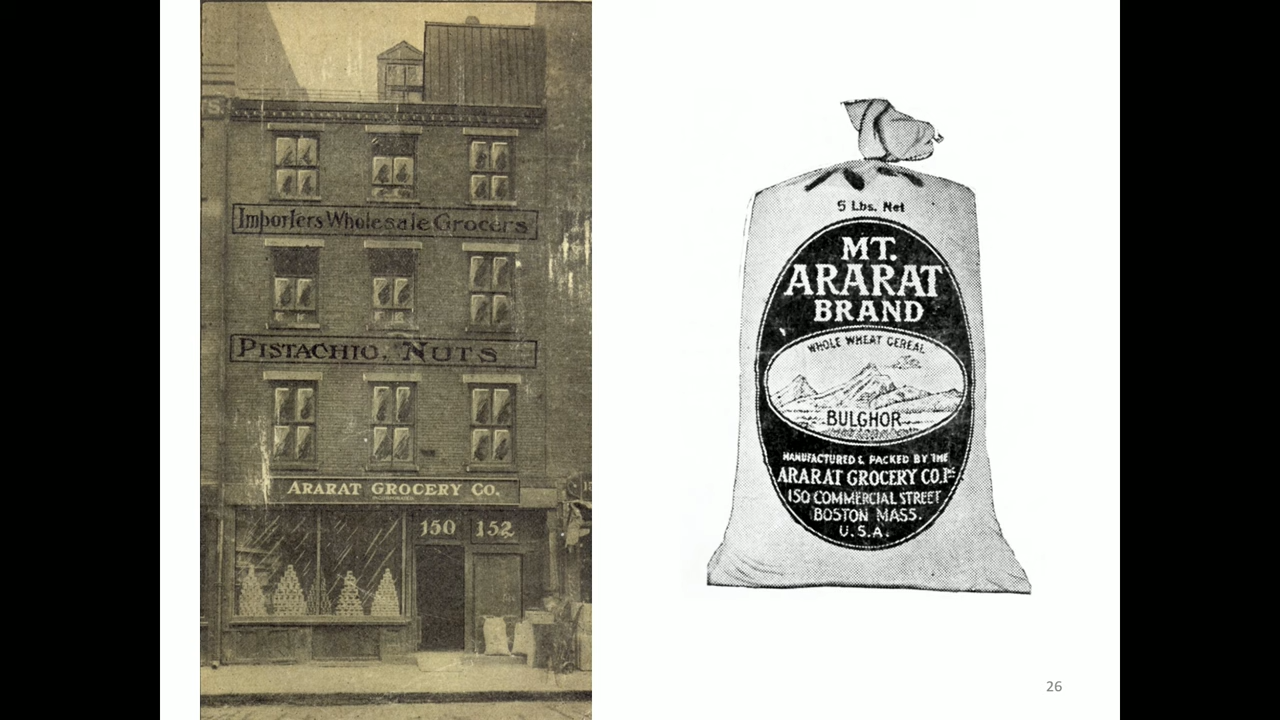 Importers Wholesale Grocers
PISTACHIO. NUTS
ARARAT GROCERY CO.
150 152
5 Lbs. Net
MT.
ARARAT
BRAND
WHOLE WHEAT CEREAL
BULGHOR
MANUFACTURED & PACKED BY THE
ARARAT GROCERY CO. Inc
150 COMMERCIAL STREET
BOSTON MASS.
U.S.A.
26